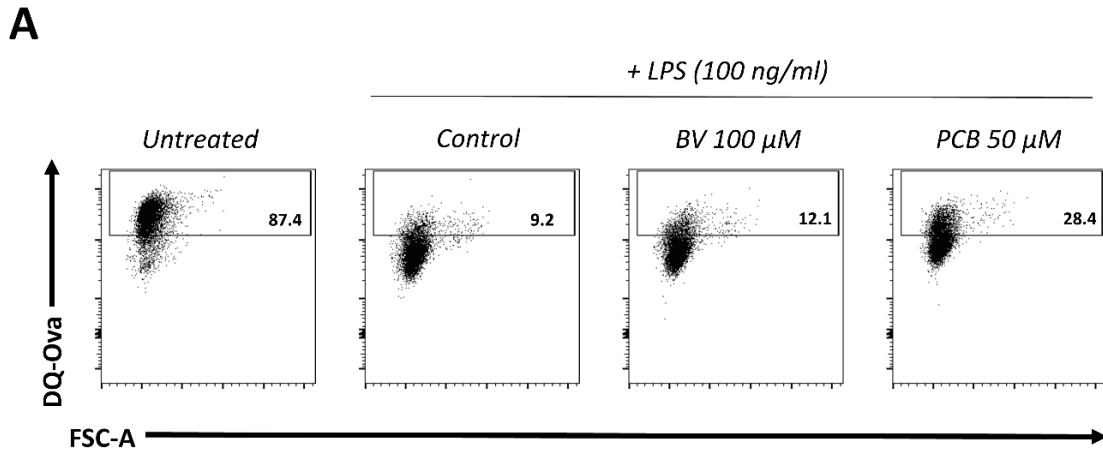 A
+ LPS (100 ng/ml)
Untreated
Control
BV 100 µM
PCB 50 µM
87.4
9.2
12.1
28.4
DQ-Ova
FSC-A